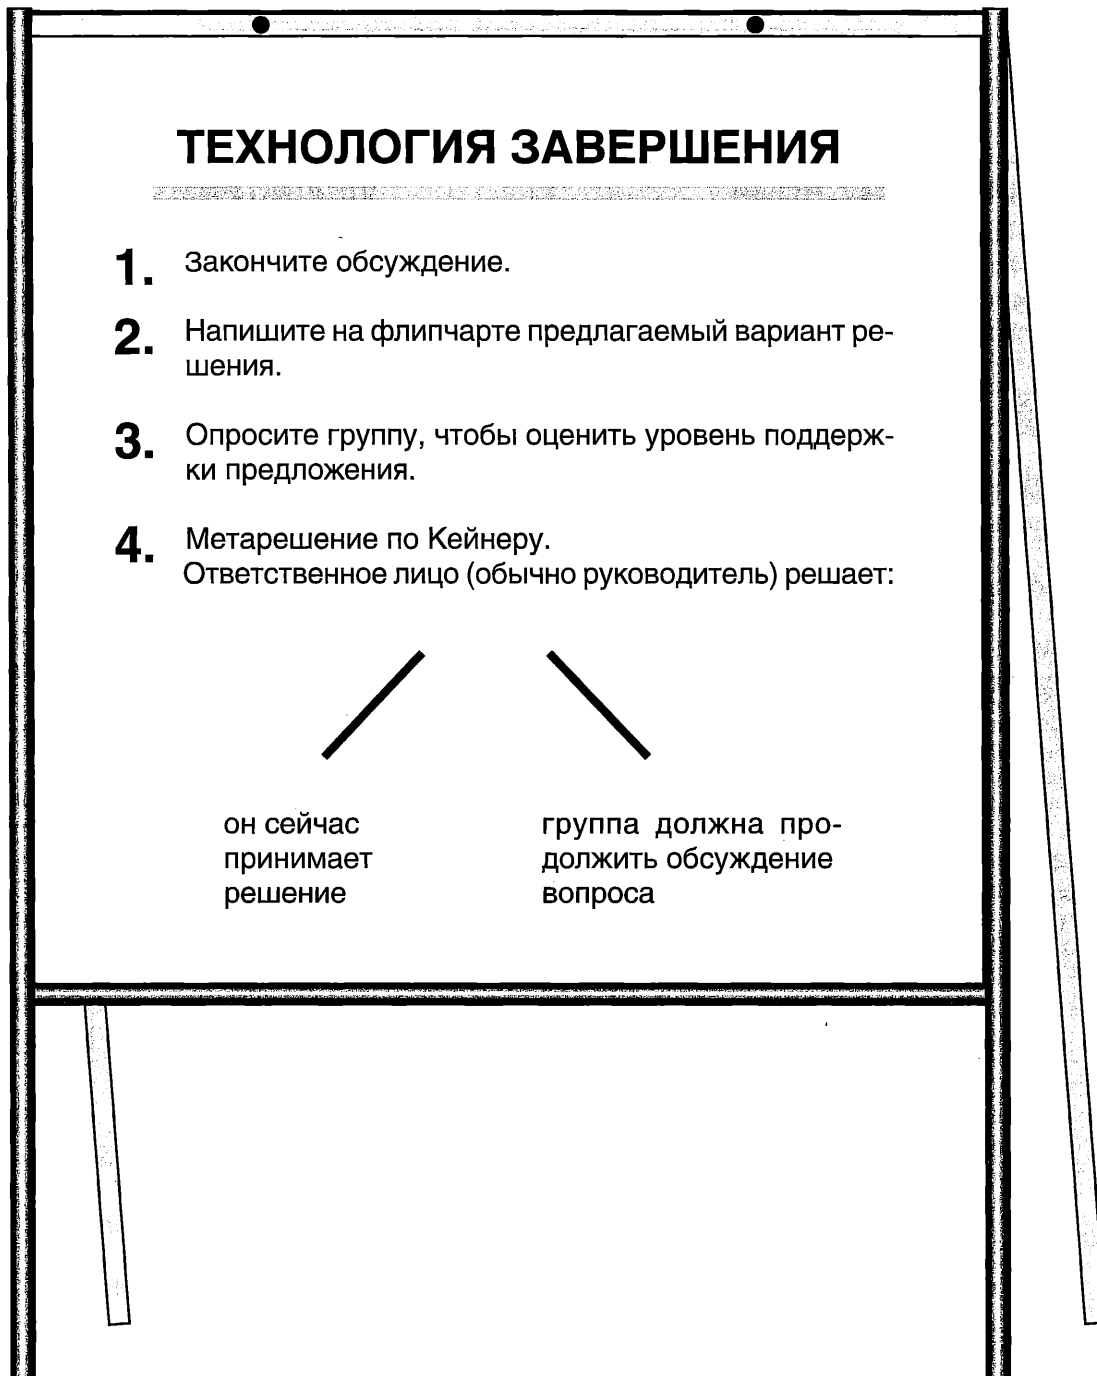 ТЕХНОЛОГИЯ ЗАВЕРШЕНИЯ
1. Закончите обсуждение.
2. Напишите на флипчарте предлагаемый вариант ре-
шения.
3. Опросите группу, чтобы оценить уровень поддерж-
ки предложения.
4. Метарешение по Кейнеру.
Ответственное лицо (обычно руководитель) решает:
он сейчас
принимает
решение
группа должна про-
должить обсуждение
вопроса